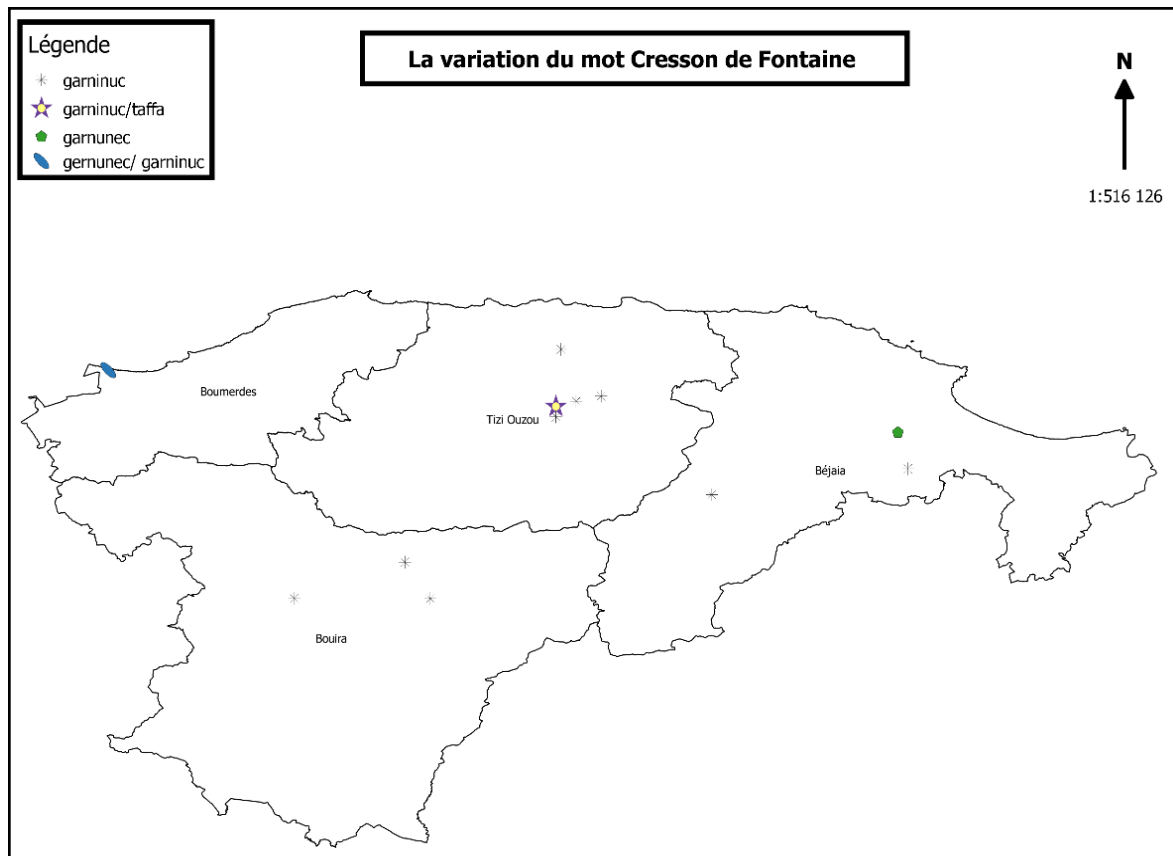 Légende
garninuc
garninuc/taffa
garnunec
gernunec/ garninuc
La variation du mot Cresson de Fontaine
N
1:516 126
Boumerdes
Tizi Ouzou
Béjaia
Bouira